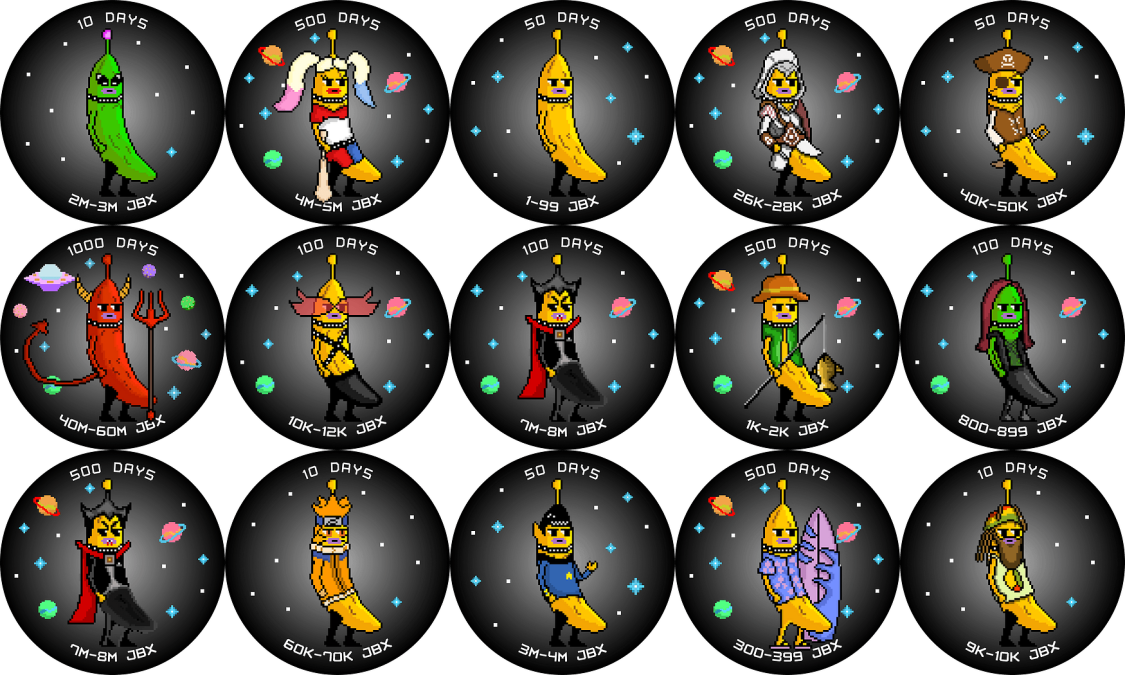 10 DAYS
2M-3M JBX
500 DAYS
4M-5M JBX
50 DAYS
1-99 JBX
500 DAYS
26K-28K JBX
50 DAYS
40K-50K JBX
1000 DAYS
40M-60M JBX
100 DAYS
10K-12K JBX
100 DAYS
7M-8M JBX
500 DAYS
1K-2K JBX
100 DAYS
800-899 JBX
500 DAYS
7M-8M JBX
10 DAYS
60K-70K JBX
50 DAYS
3M-4M JBX
500 DAYS
300-399 JBX
10 DAYS
9K-10K JBX